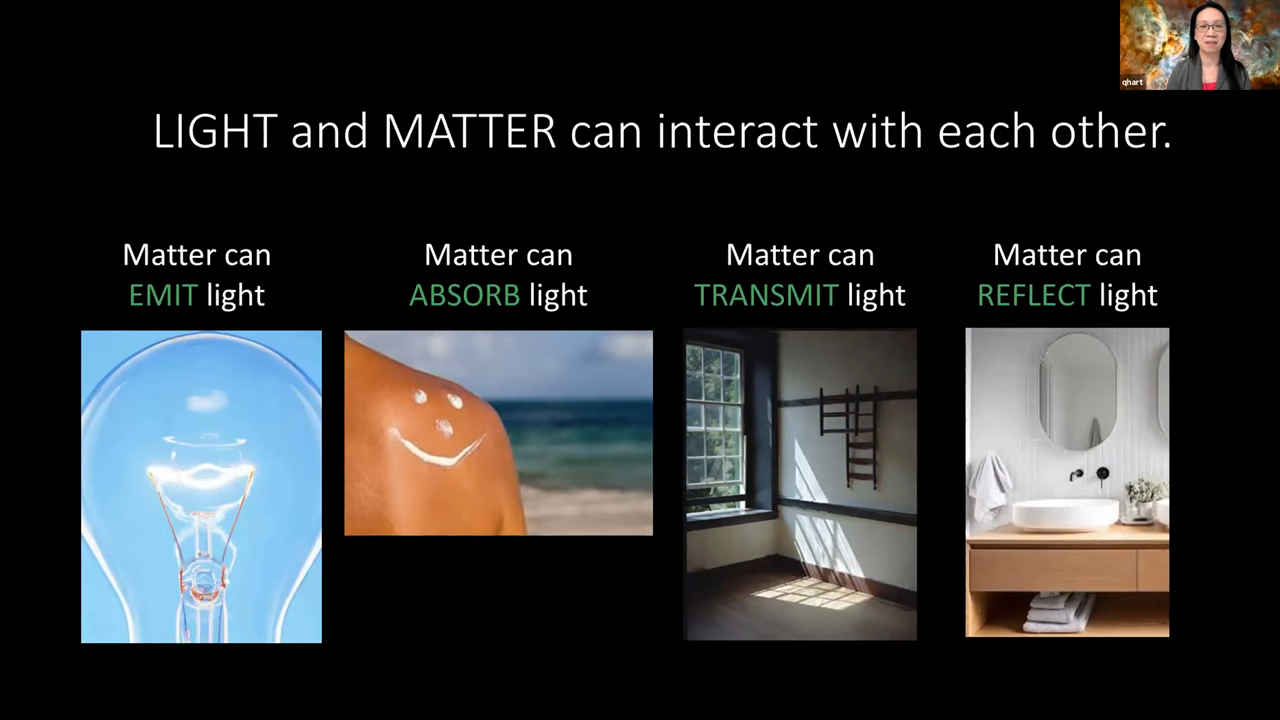 qhart
LIGHT and MATTER can interact with each other.
Matter can
EMIT light
Matter can
ABSORB light
Matter can
TRANSMIT light
Matter can
REFLECT light